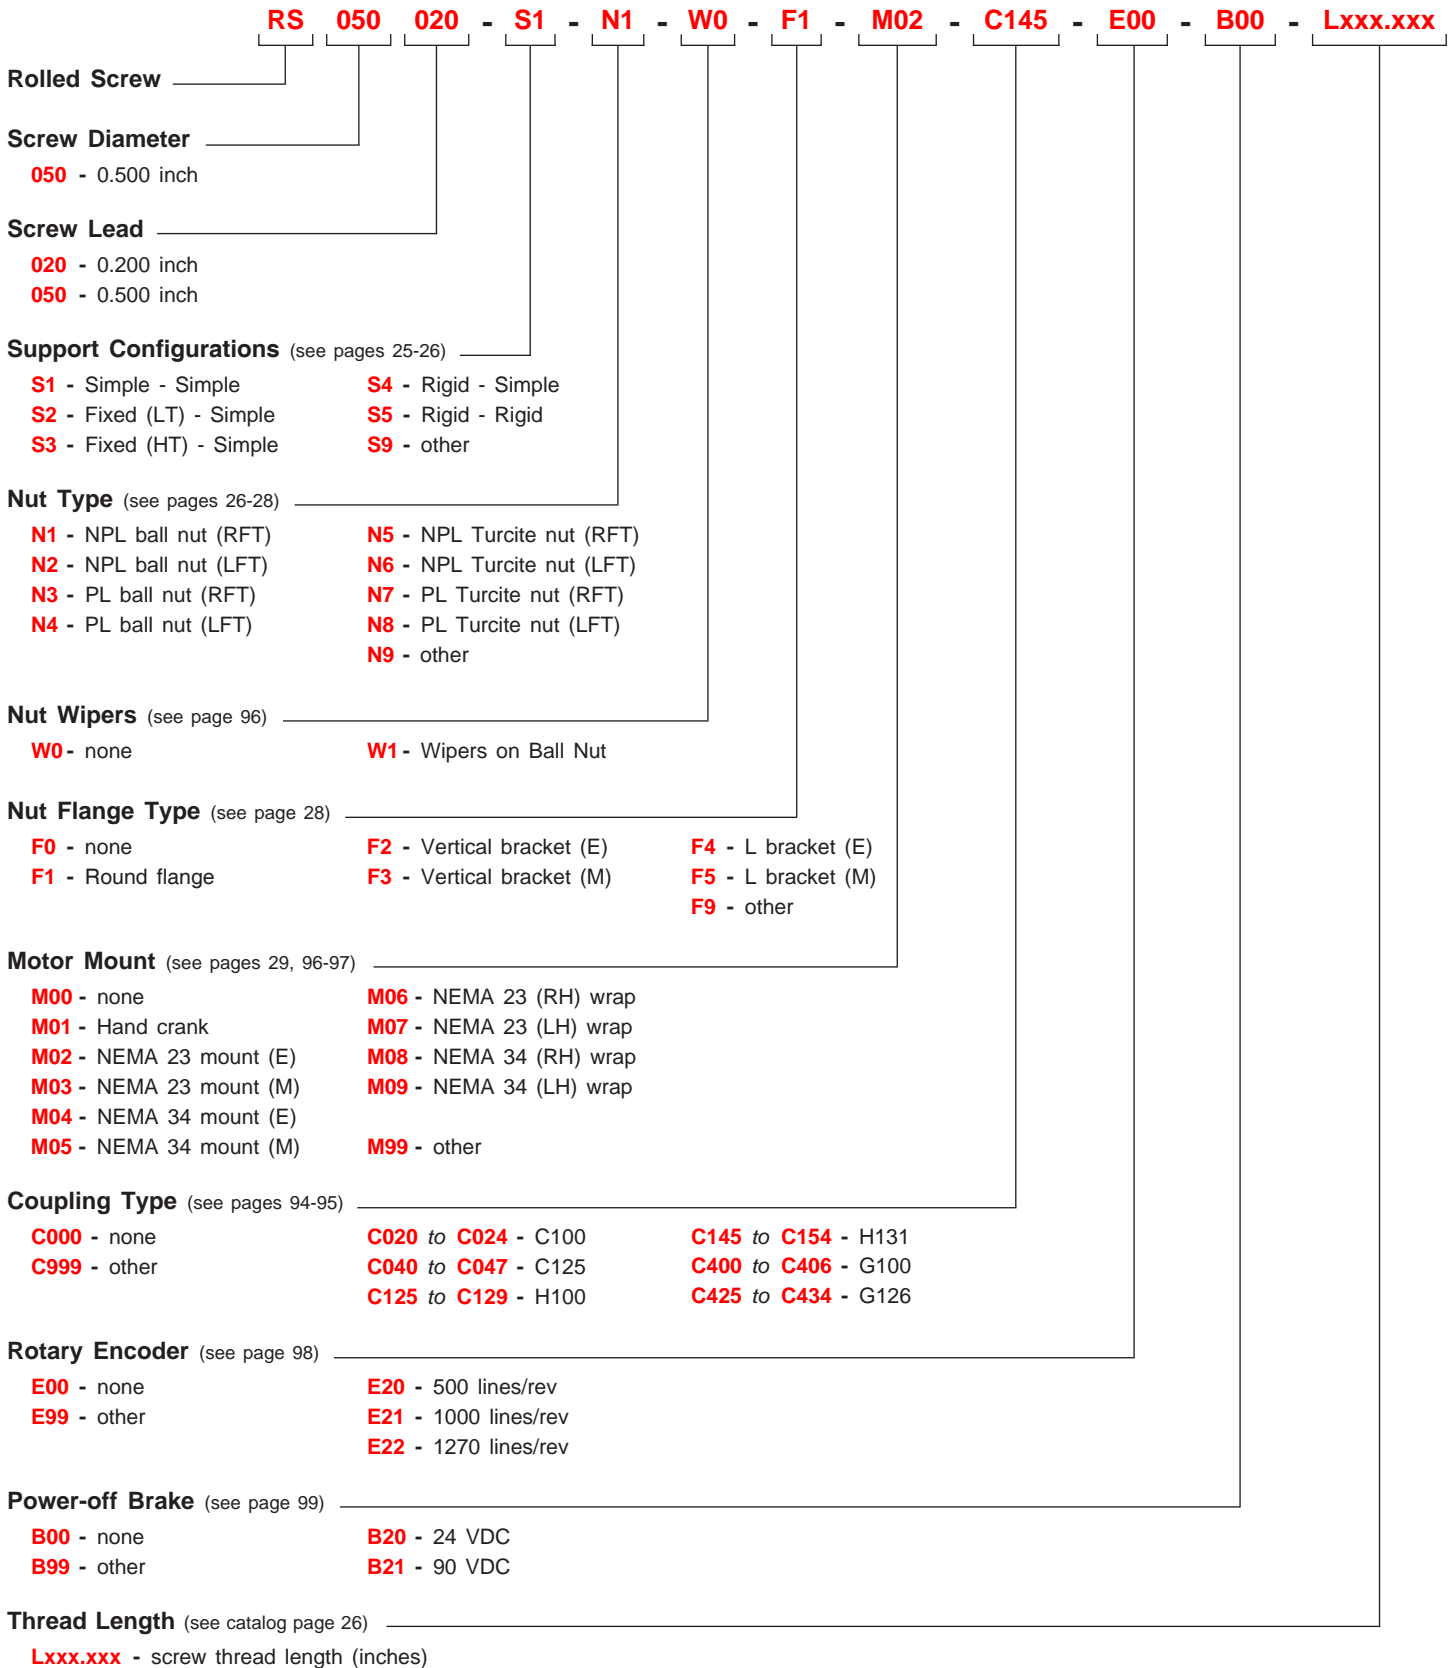 RS 050 020 - S1 - N1 - W0 - F1 - M02 - C145 - E00 - B00 - Lxxx.xxx
Rolled Screw
Screw Diameter
050 - 0.500 inch
Screw Lead
020 - 0.200 inch
050 - 0.500 inch
Support Configurations (see pages 25-26)
S1 - Simple - Simple S4 - Rigid - Simple
S2 - Fixed (LT) - Simple S5 - Rigid - Rigid
S3 - Fixed (HT) - Simple S9 - other
Nut Type (see pages 26-28)
N1 - NPL ball nut (RFT) N5 - NPL Turcite nut (RFT)
N2 - NPL ball nut (LFT) N6 - NPL Turcite nut (LFT)
N3 - PL ball nut (RFT) N7 - PL Turcite nut (RFT)
N4 - PL ball nut (LFT) N8 - PL Turcite nut (LFT)
N9 - other
Nut Wipers (see page 96)
W0 - none W1 - Wipers on Ball Nut
Nut Flange Type (see page 28)
F0 - none F2 - Vertical bracket (E) F4 - L bracket (E)
F1 - Round flange F3 - Vertical bracket (M) F5 - L bracket (M)
F9 - other
Motor Mount (see pages 29, 96-97)
M00 - none M06 - NEMA 23 (RH) wrap
M01 - Hand crank M07 - NEMA 23 (LH) wrap
M02 - NEMA 23 mount (E) M08 - NEMA 34 (RH) wrap
M03 - NEMA 23 mount (M) M09 - NEMA 34 (LH) wrap
M04 - NEMA 34 mount (E)
M05 - NEMA 34 mount (M) M99 - other
Coupling Type (see pages 94-95)
C000 - none C020 to C024 - C100 C145 to C154 - H131
C999 - other C040 to C047 - C125 C400 to C406 - G100
C125 to C129 - H100 C425 to C434 - G126
Rotary Encoder (see page 98)
E00 - none E20 - 500 lines/rev
E99 - other E21 - 1000 lines/rev
E22 - 1270 lines/rev
Power-off Brake (see page 99)
B00 - none B20 - 24 VDC
B99 - other B21 - 90 VDC
Thread Length (see catalog page 26)
Lxxx.xxx - screw thread length (inches)